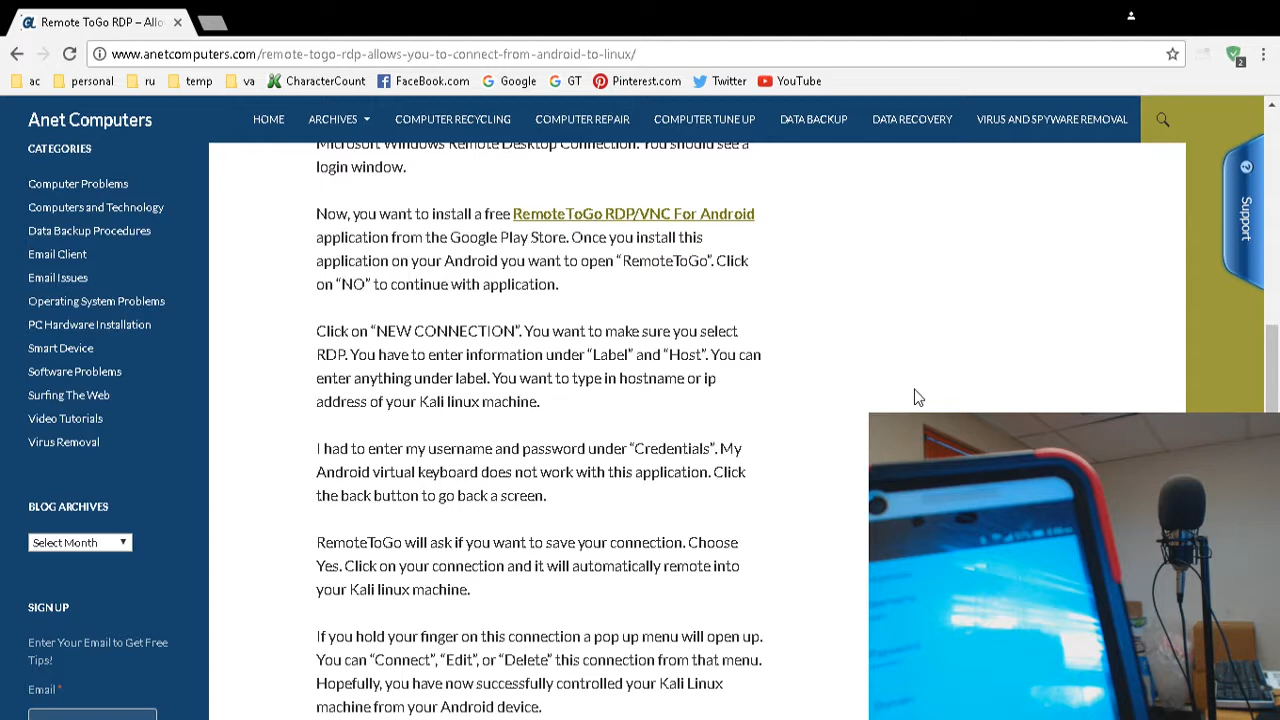 Remote ToGo RDP – Allo
www.anetcomputers.com/remote-togo-rdp-allows-you-to-connect-from-android-to-linux/
ac personal ru temp va CharacterCount FaceBook.com Google GT Pinterest.com Twitter YouTube
Anet Computers
HOME ARCHIVES COMPUTER RECYCLING COMPUTER REPAIR COMPUTER TUNE UP DATA BACKUP DATA RECOVERY VIRUS AND SPYWARE REMOVAL
CATEGORIES
Computer Problems
Computers and Technology
Data Backup Procedures
Email Client
Email Issues
Operating System Problems
PC Hardware Installation
Smart Device
Software Problems
Surfing The Web
Video Tutorials
Virus Removal
BLOG ARCHIVES
Select Month
SIGN UP
Enter Your Email to Get Free
Tips!
Email *
Microsoft Windows Remote Desktop Connection. You should see a
login window.
Now, you want to install a free RemoteToGo RDP/VNC For Android
application from the Google Play Store. Once you install this
application on your Android you want to open “RemoteToGo”. Click
on “NO” to continue with application.
Click on “NEW CONNECTION”. You want to make sure you select
RDP. You have to enter information under “Label” and “Host”. You can
enter anything under label. You want to type in hostname or ip
address of your Kali linux machine.
I had to enter my username and password under “Credentials”. My
Android virtual keyboard does not work with this application. Click
the back button to go back a screen.
RemoteToGo will ask if you want to save your connection. Choose
Yes. Click on your connection and it will automatically remote into
your Kali linux machine.
If you hold your finger on this connection a pop up menu will open up.
You can “Connect”, “Edit”, or “Delete” this connection from that menu.
Hopefully, you have now successfully controlled your Kali Linux
machine from your Android device.
Support
2